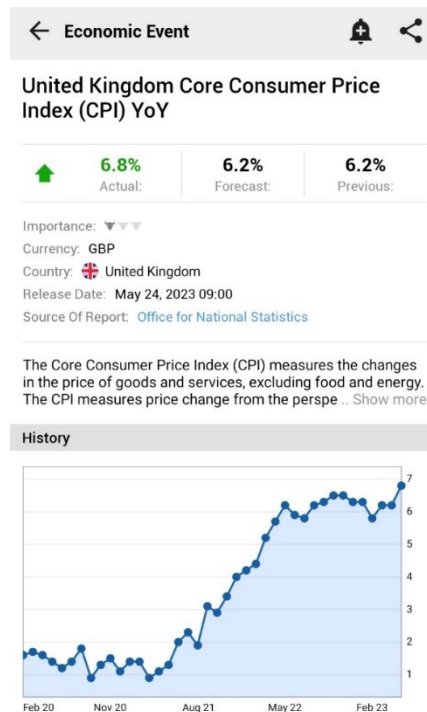 Economic Event
United Kingdom Core Consumer Price
Index (CPI) YoY
6.8%
Actual:
6.2%
Forecast:
6.2%
Previous:
Importance:
Currency: GBP
Country: United Kingdom
Release Date: May 24, 2023 09:00
Source Of Report: Office for National Statistics
The Core Consumer Price Index (CPI) measures the changes
in the price of goods and services, excluding food and energy.
The CPI measures price change from the perspe .. Show more
History
7
6
5
4
3
2
1
Feb 20 Nov 20 Aug 21 May 22 Feb 23